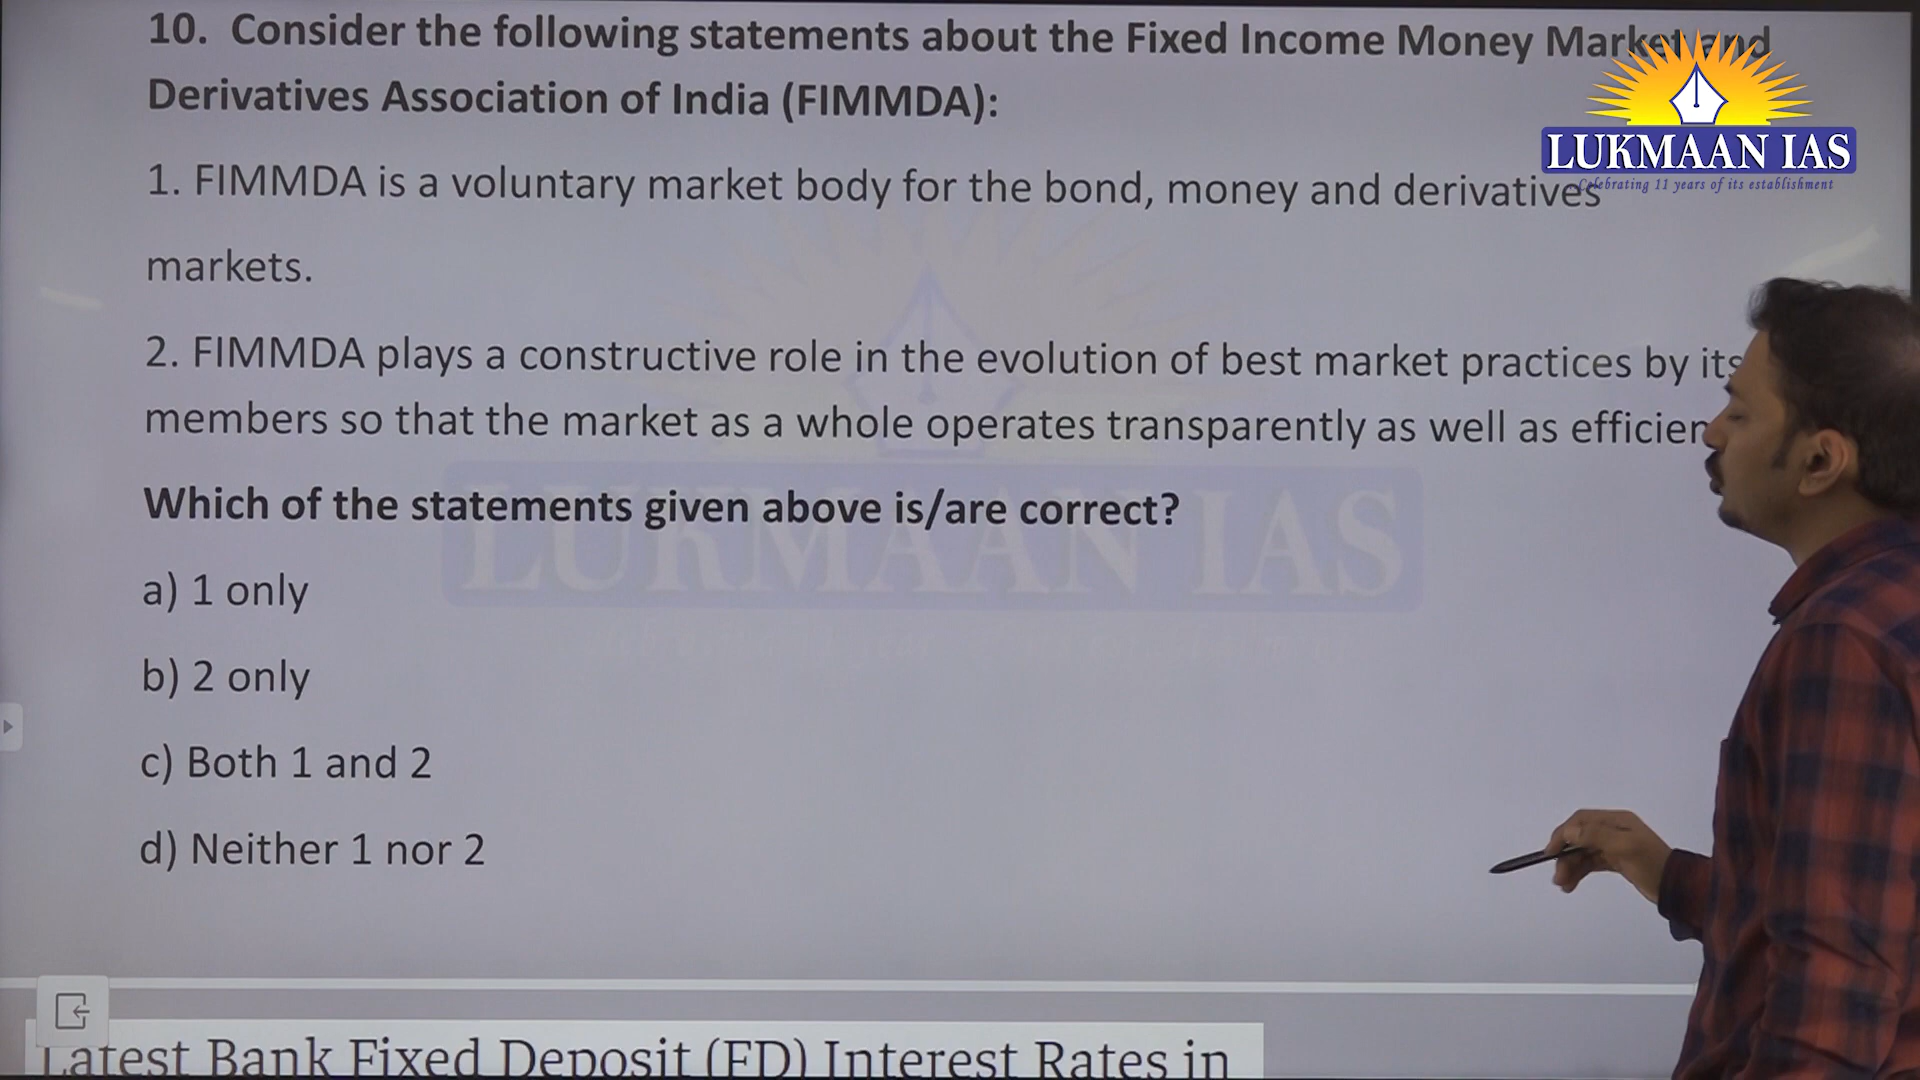 10. Consider the following statements about the Fixed Income Money Market and
Derivatives Association of India (FIMMDA):
LUKMAAN IAS
Celebrating 11 years of its establishment
1. FIMMDA is a voluntary market body for the bond, money and derivatives
markets.
2. FIMMDA plays a constructive role in the evolution of best market practices by its
members so that the market as a whole operates transparently as well as
Which of the statements given above is/are correct?
LUKMAAN IAS
a) 1 only
b) 2 only
c) Both 1 and 2
d) Neither 1 nor 2
Latest Bank Fixed Deposit (FD) Interest Rates in